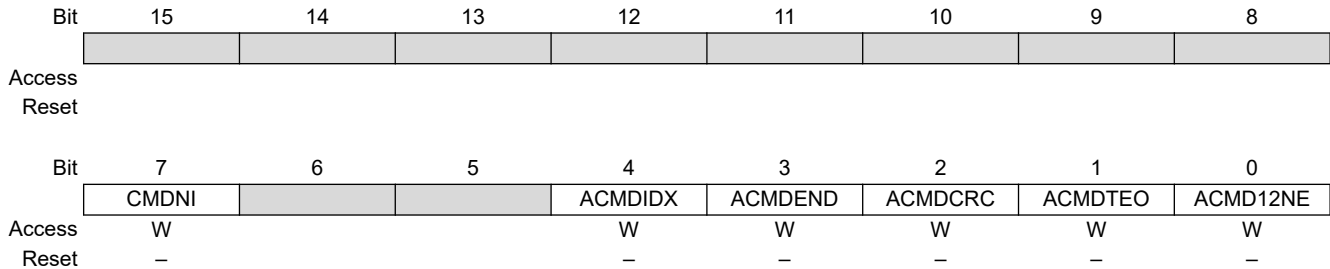 Bit 15 14 13 12 11 10 9 8
Access
Reset
Bit 7 6 5 4 3 2 1 0
CMDNI ACMDIDX ACMDEND ACMDCRC ACMDTEO ACMD12NE
Access W W W W W W
Reset – – – – – –